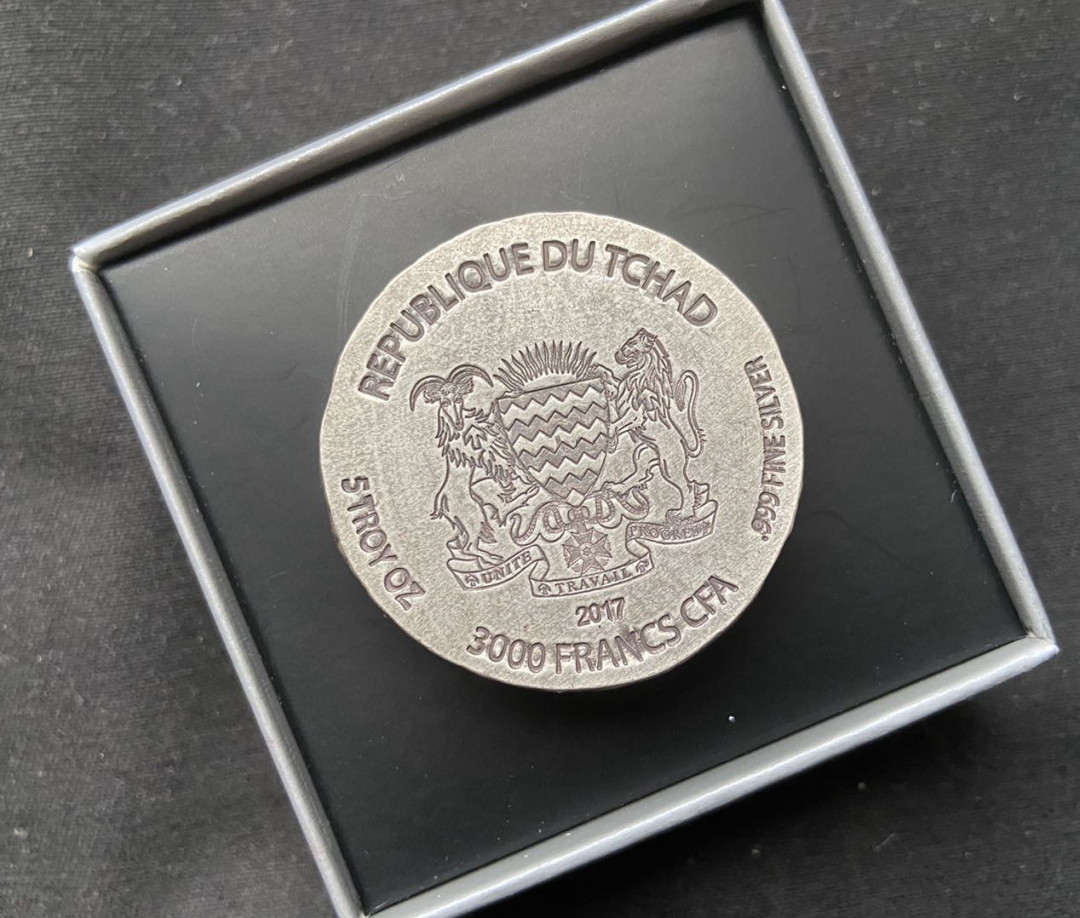 REPUBLIQUE DU TCHAD
.999 FINE SILVER
5 TROY OZ
UNITE
TRAVAIL
PROGRES
2017
3000 FRANCS CFA